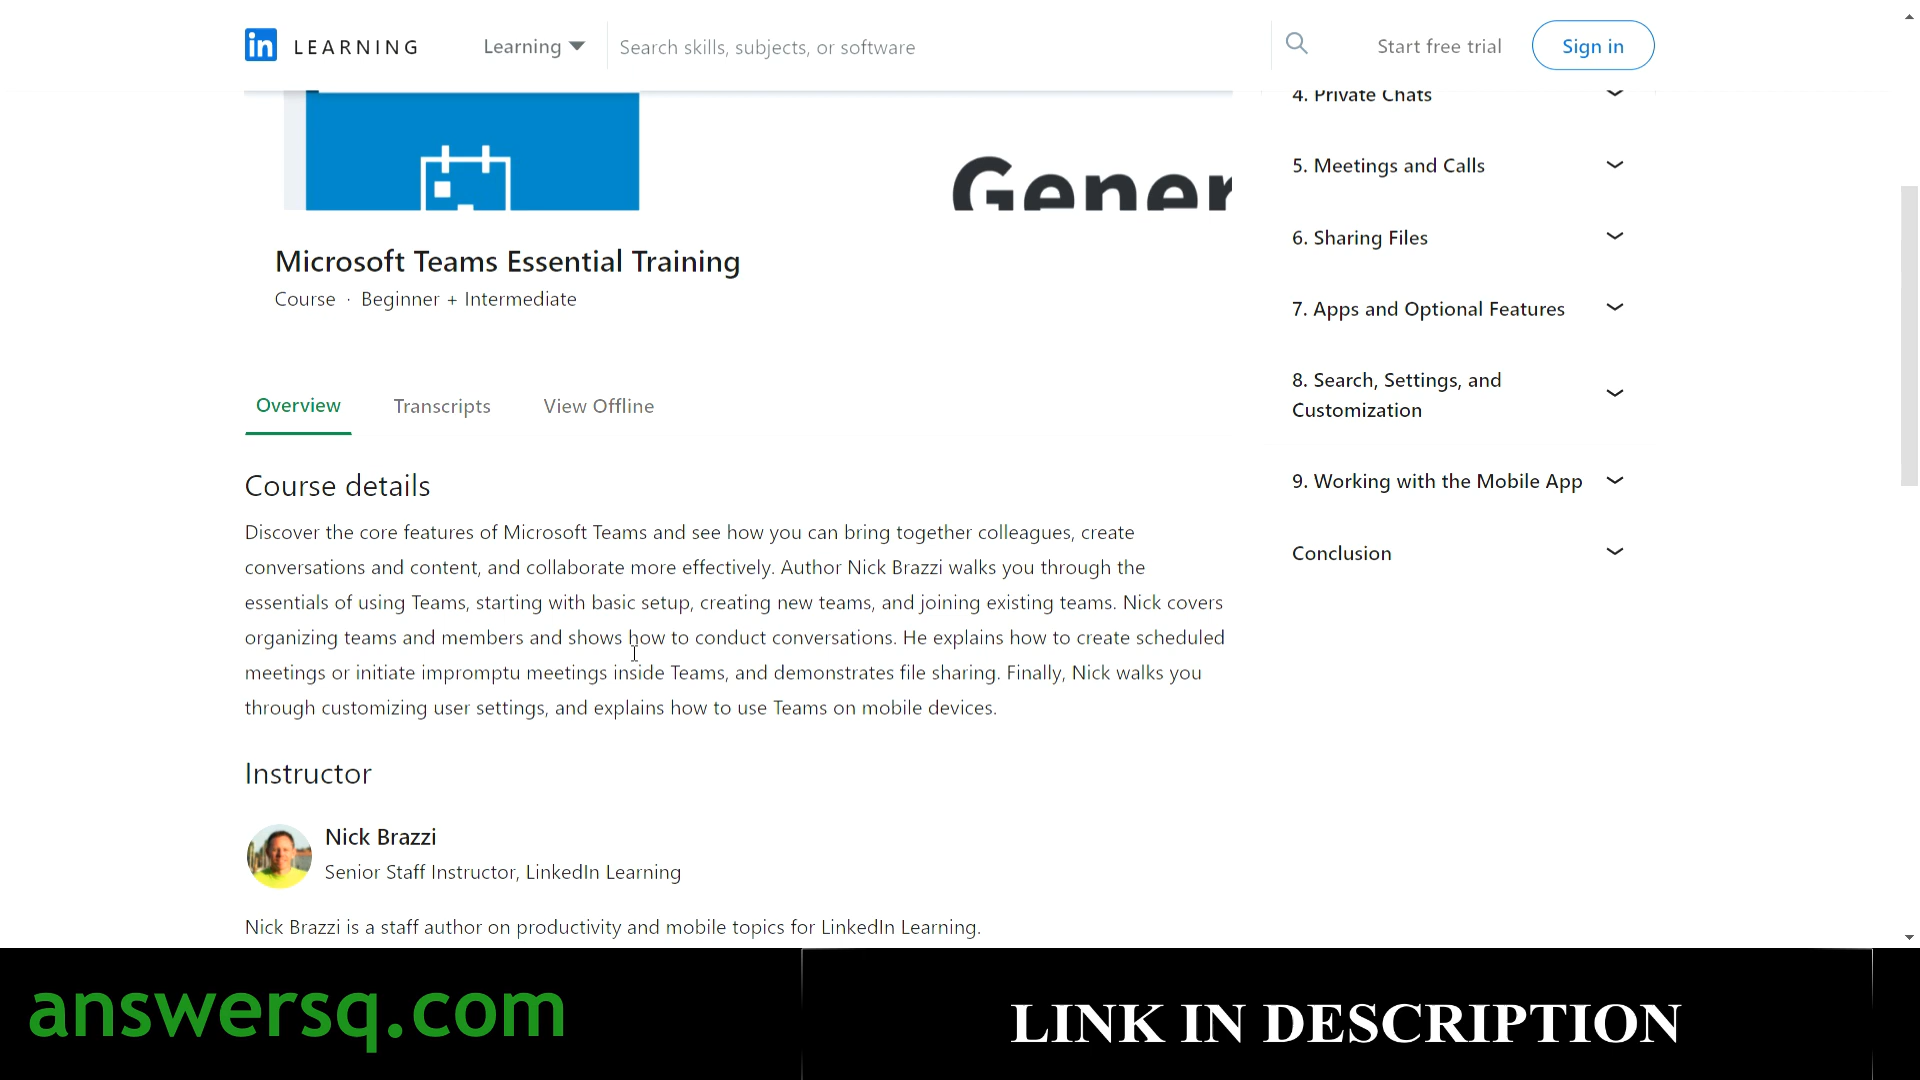 in LEARNING
Learning
Search skills, subjects, or software
Start free trial
Sign in
Gener
Microsoft Teams Essential Training
Course · Beginner + Intermediate
Overview
Transcripts
View Offline
Course details
Discover the core features of Microsoft Teams and see how you can bring together colleagues, create
conversations and content, and collaborate more effectively. Author Nick Brazzi walks you through the
essentials of using Teams, starting with basic setup, creating new teams, and joining existing teams. Nick covers
organizing teams and members and shows how to conduct conversations. He explains how to create scheduled
meetings or initiate impromptu meetings inside Teams, and demonstrates file sharing. Finally, Nick walks you
through customizing user settings, and explains how to use Teams on mobile devices.
Instructor
Nick Brazzi
Senior Staff Instructor, LinkedIn Learning
Nick Brazzi is a staff author on productivity and mobile topics for LinkedIn Learning.
4. Private Chats
5. Meetings and Calls
6. Sharing Files
7. Apps and Optional Features
8. Search, Settings, and
Customization
9. Working with the Mobile App
Conclusion
answersq.com
LINK IN DESCRIPTION